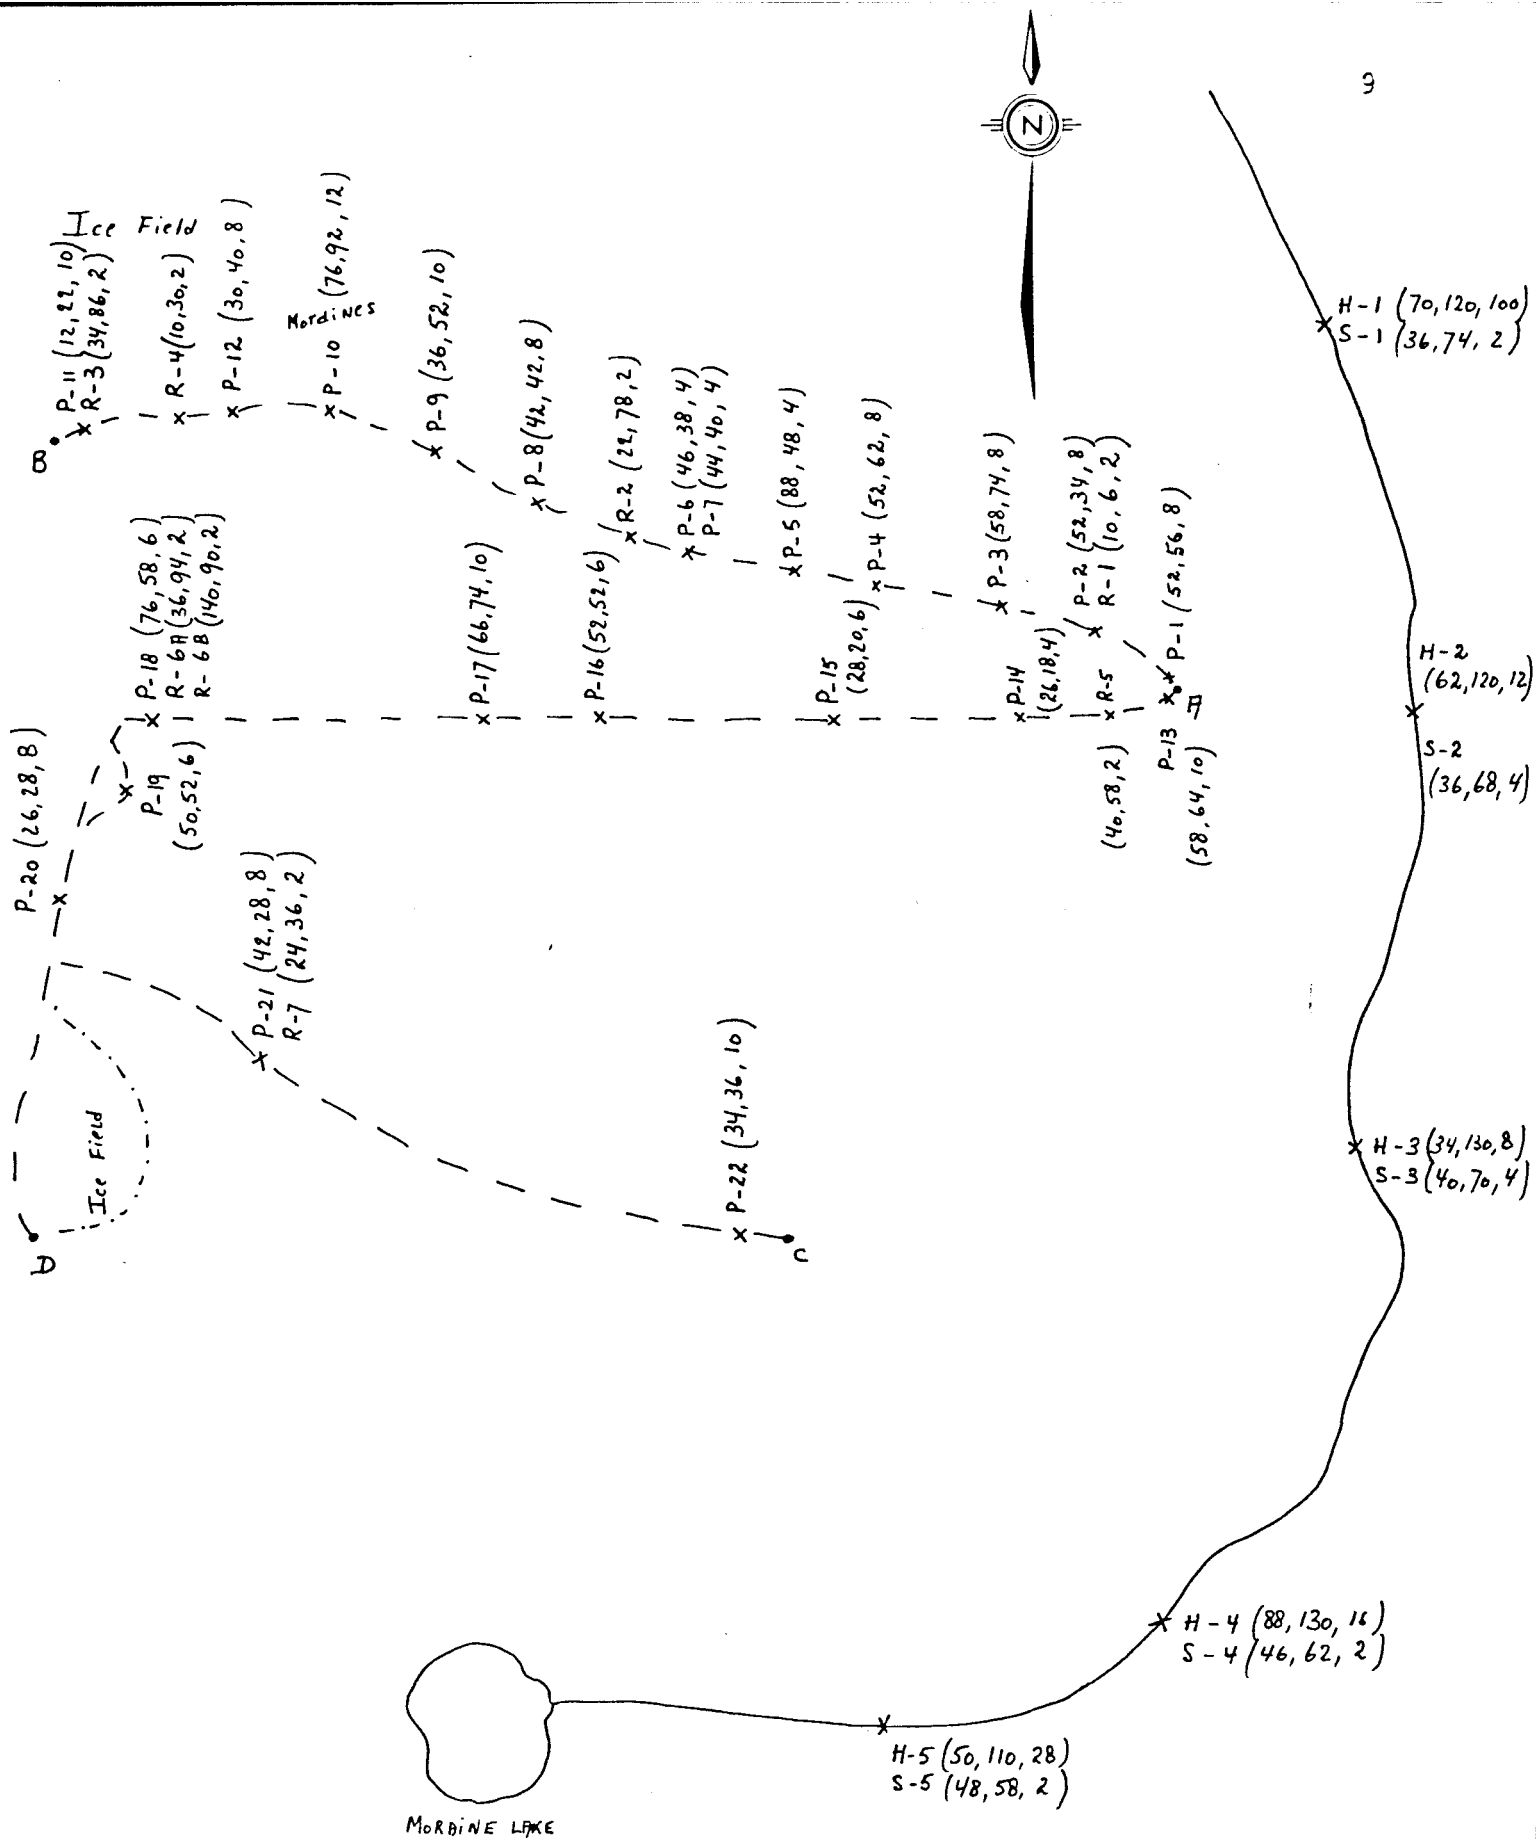 9
N
Ice Field
P-11 (12, 22, 10)
R-3 (34, 86, 2)
R-4 (10, 30, 2)
P-12 (30, 40, 8)
P-10 (76, 92, 12)
Mordines
P-9 (36, 52, 10)
P-8 (42, 42, 8)
R-2 (22, 78, 2)
P-6 (46, 38, 4)
P-7 (44, 40, 4)
P-5 (88, 48, 4)
P-4 (52, 62, 8)
P-3 (58, 74, 8)
P-2 (52, 34, 8)
R-1 (10, 6, 2)
P-1 (52, 56, 8)
B
H-1 (70, 120, 100)
S-1 (36, 74, 2)
P-18 (76, 58, 6)
R-6A (36, 94, 2)
R-6B (140, 90, 2)
P-17 (66, 74, 10)
P-16 (52, 52, 6)
P-15
(28, 20, 6)
P-14
(26, 18, 4)
R-5
(40, 58, 2)
P-13
(58, 64, 10)
A
H-2
(62, 120, 12)
S-2
(36, 68, 4)
P-19
(50, 52, 6)
P-20 (26, 28, 8)
P-21 (42, 28, 8)
R-7 (24, 36, 2)
Ice Field
D
P-22 (34, 36, 10)
C
H-3 (34, 130, 8)
S-3 (40, 70, 4)
H-4 (88, 130, 16)
S-4 (46, 62, 2)
H-5 (50, 110, 28)
S-5 (48, 58, 2)
MORAINE LAKE